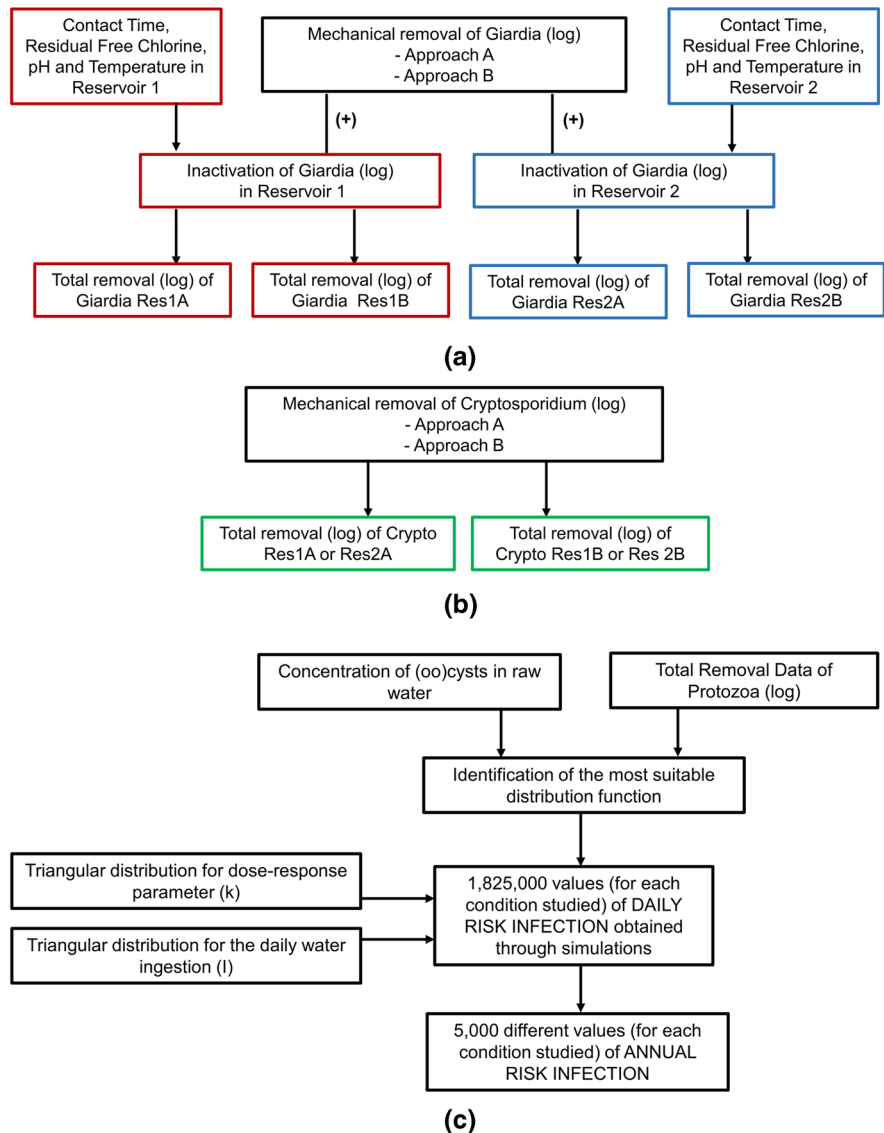 Contact Time,
Residual Free Chlorine,
pH and Temperature in
Reservoir 1
Mechanical removal of Giardia (log)
- Approach A
- Approach B
Contact Time,
Residual Free Chlorine,
pH and Temperature in
Reservoir 2
(+)
(+)
Inactivation of Giardia (log)
in Reservoir 1
Inactivation of Giardia (log)
in Reservoir 2
Total removal (log) of
Giardia Res1A
Total removal (log) of
Giardia Res1B
Total removal (log) of
Giardia Res2A
Total removal (log) of
Giardia Res2B
(a)
Mechanical removal of Cryptosporidium (log)
- Approach A
- Approach B
Total removal (log) of Crypto
Res1A or Res2A
Total removal (log) of
Crypto Res1B or Res 2B
(b)
Concentration of (oo)cysts in raw
water
Total Removal Data of
Protozoa (log)
Identification of the most suitable
distribution function
Triangular distribution for dose-response
parameter (k)
Triangular distribution for the daily water
ingestion (I)
1,825,000 values (for each
condition studied) of DAILY
RISK INFECTION obtained
through simulations
5,000 different values (for each
condition studied) of ANNUAL
RISK INFECTION
(c)